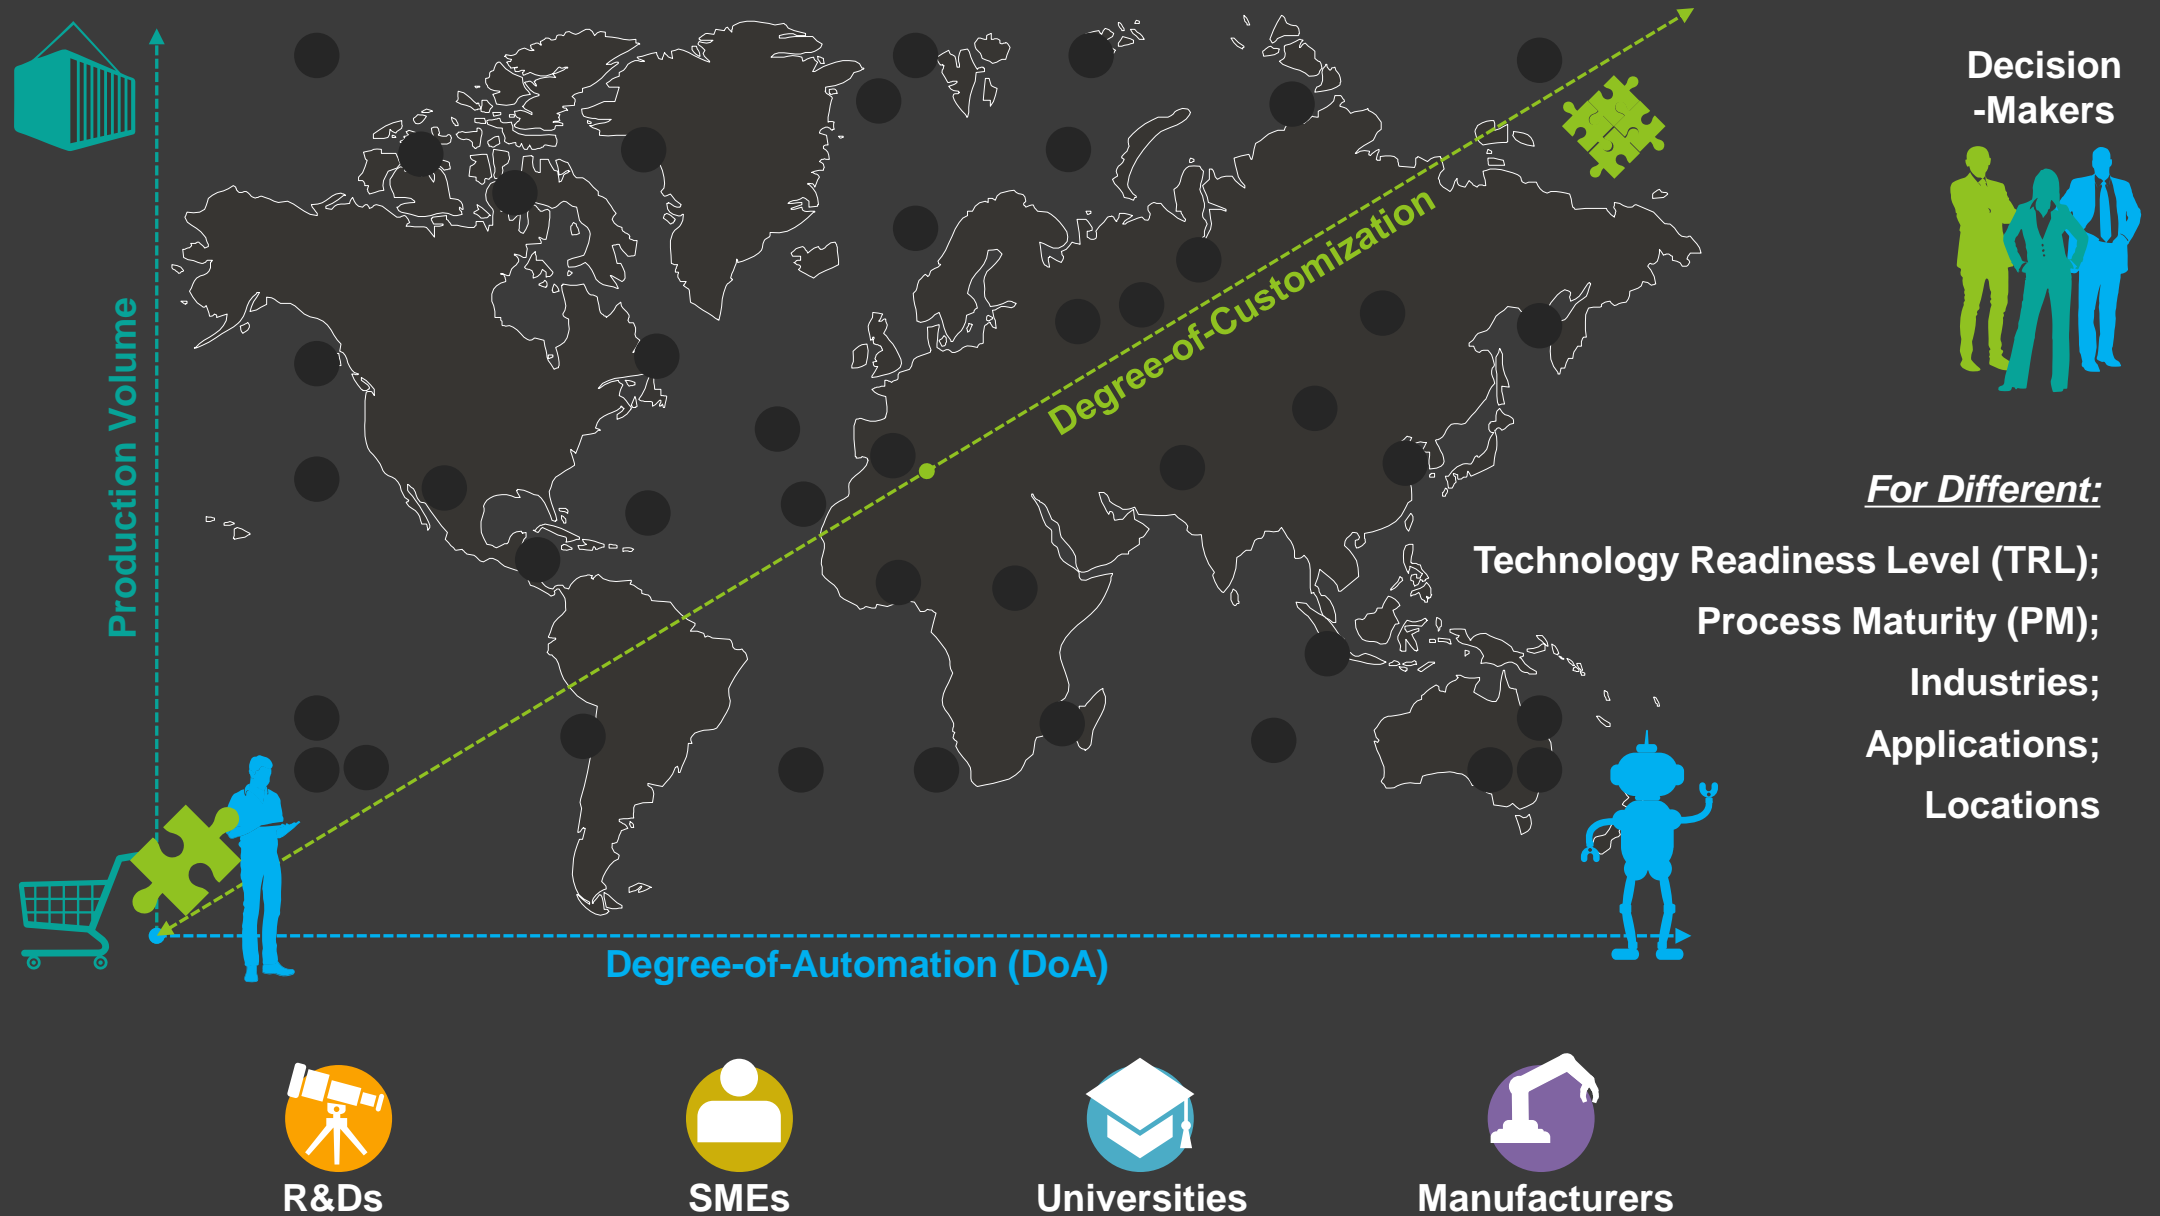 Decision
-Makers
Production Volume
Degree-of-Customization
For Different:
Technology Readiness Level (TRL);
Process Maturity (PM);
Industries;
Applications;
Locations
Degree-of-Automation (DoA)
R&Ds
SMEs
Universities
Manufacturers